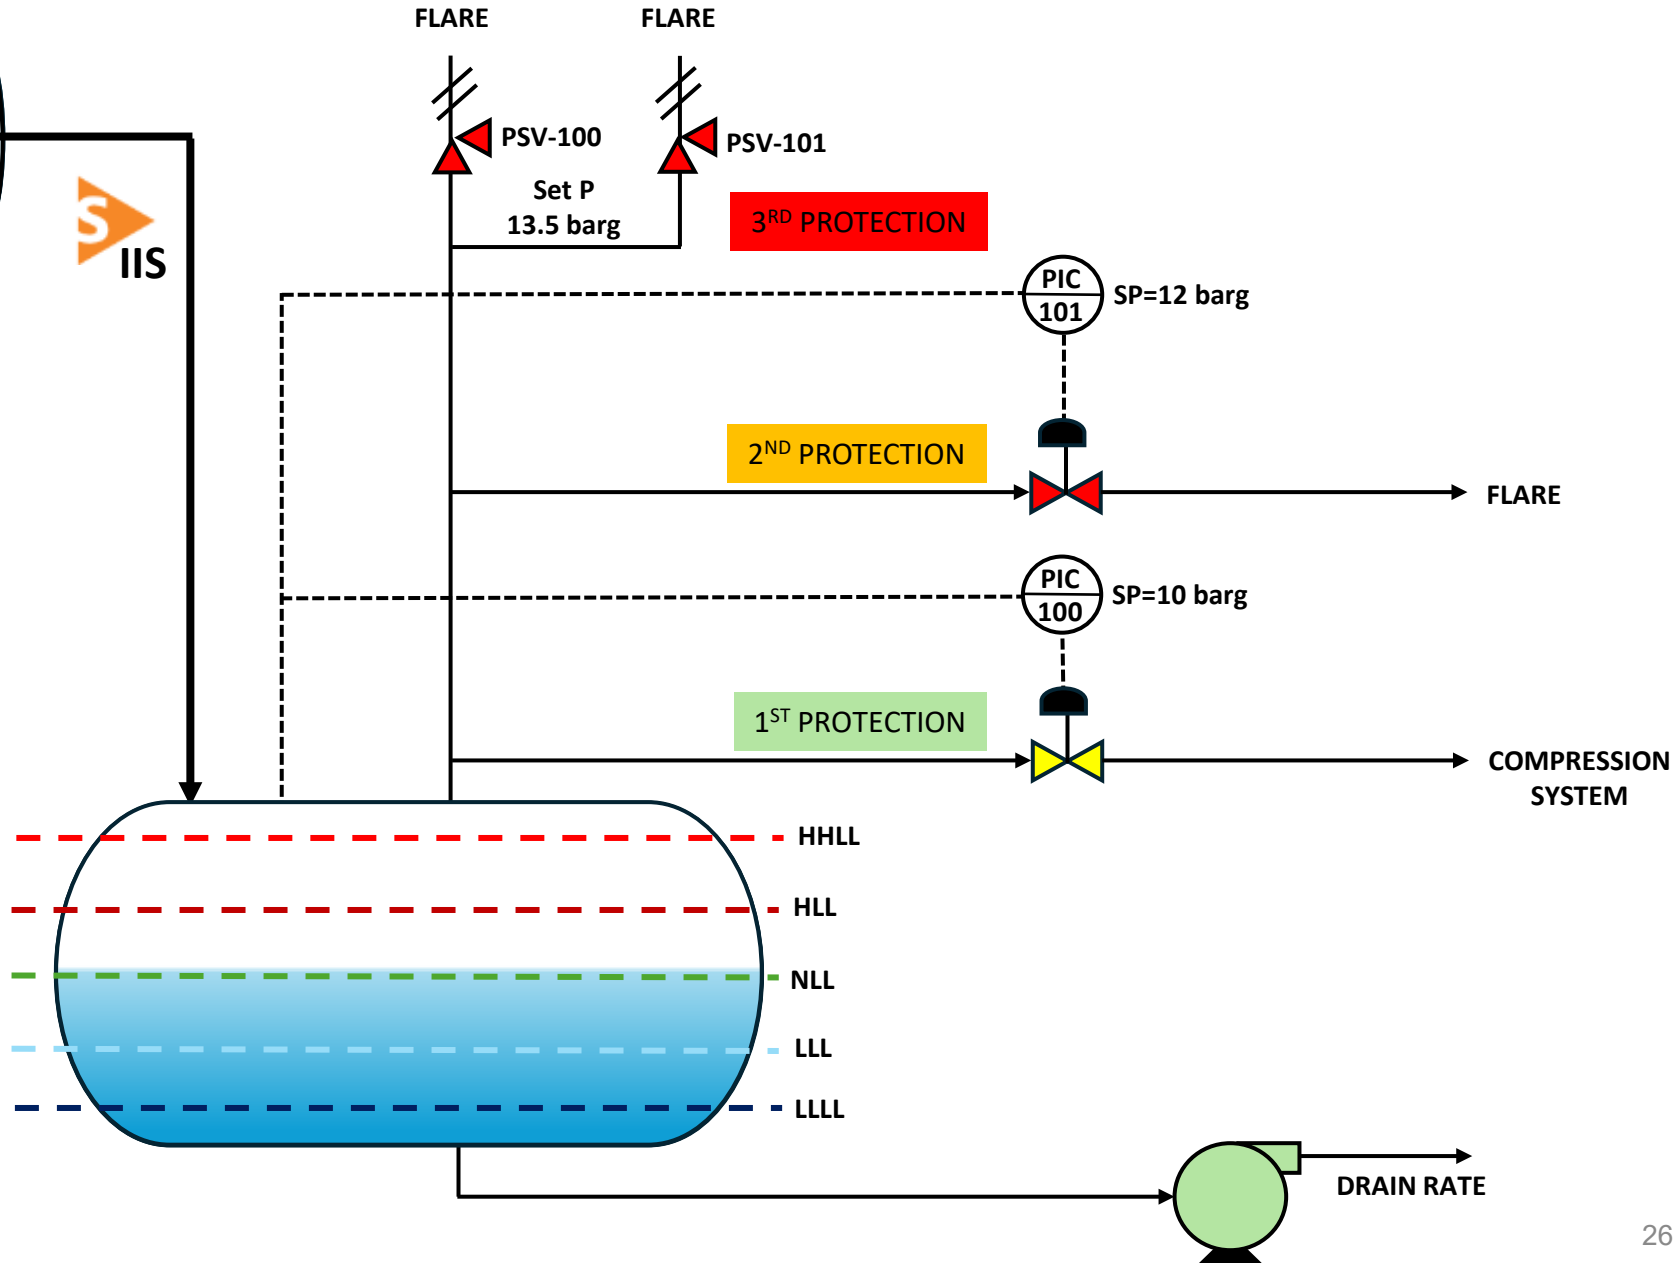 FLARE
FLARE
PSV-100
PSV-101
Set P
13.5 barg
3RD PROTECTION
S
IIS
PIC
101
SP=12 barg
2ND PROTECTION
FLARE
PIC
100
SP=10 barg
1ST PROTECTION
COMPRESSION
SYSTEM
HHLL
HLL
NLL
LLL
LLLL
DRAIN RATE
26